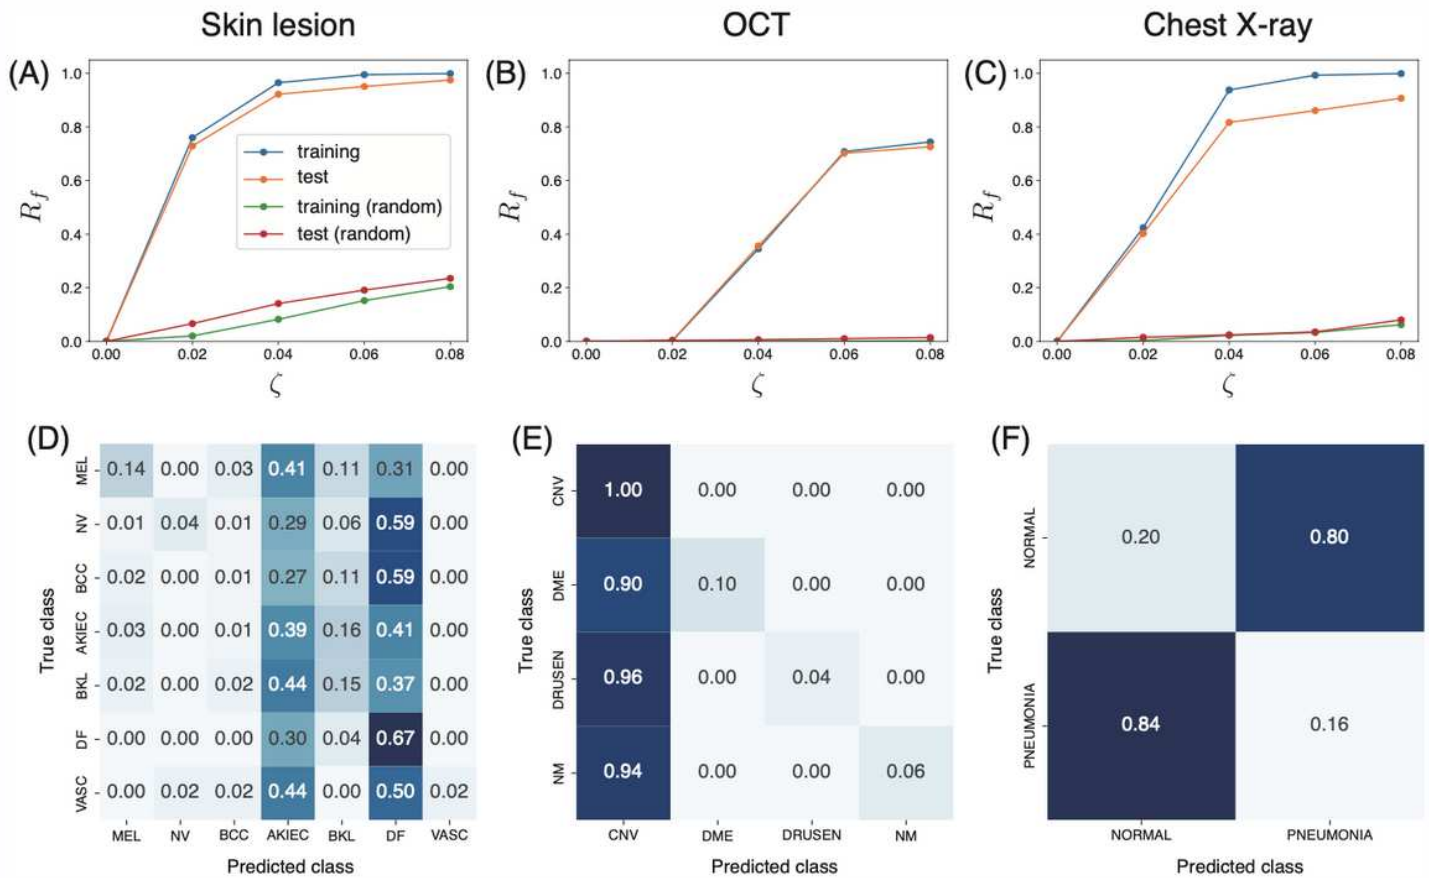 Skin lesion
OCT
Chest X-ray
(A)
1.0
0.8
0.6
0.4
0.2
0.0
R_f
training
test
training (random)
test (random)
0.00 0.02 0.04 0.06 0.08
ζ
(B)
1.0
0.8
0.6
0.4
0.2
0.0
R_f
0.00 0.02 0.04 0.06 0.08
ζ
(C)
1.0
0.8
0.6
0.4
0.2
0.0
R_f
0.00 0.02 0.04 0.06 0.08
ζ
(D)
True class
MEL 0.14 0.00 0.03 0.41 0.11 0.31 0.00
NV 0.01 0.04 0.01 0.29 0.06 0.59 0.00
BCC 0.02 0.00 0.01 0.27 0.11 0.59 0.00
AKIEC 0.03 0.00 0.01 0.39 0.16 0.41 0.00
BKL 0.02 0.00 0.02 0.44 0.15 0.37 0.00
DF 0.00 0.00 0.00 0.30 0.04 0.67 0.00
VASC 0.00 0.02 0.02 0.44 0.00 0.50 0.02
MEL NV BCC AKIEC BKL DF VASC
Predicted class
(E)
True class
CNV 1.00 0.00 0.00 0.00
DME 0.90 0.10 0.00 0.00
DRUSEN 0.96 0.00 0.04 0.00
NM 0.94 0.00 0.00 0.06
CNV DME DRUSEN NM
Predicted class
(F)
True class
NORMAL 0.20 0.80
PNEUMONIA 0.84 0.16
NORMAL PNEUMONIA
Predicted class